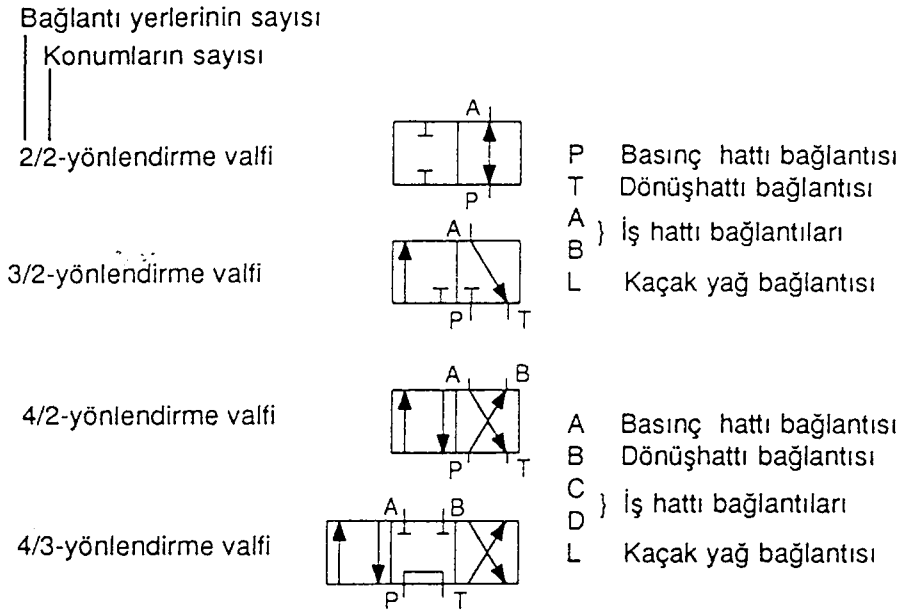 Bağlantı yerlerinin sayısı
Konumların sayısı
2/2-yönlendirme valfi
A
P
P Basınç hattı bağlantısı
T Dönüşhattı bağlantısı
A
B } İş hattı bağlantıları
L Kaçak yağ bağlantısı
3/2-yönlendirme valfi
A
P T
4/2-yönlendirme valfi
A B
P T
A Basınç hattı bağlantısı
B Dönüşhattı bağlantısı
C
D } İş hattı bağlantıları
L Kaçak yağ bağlantısı
4/3-yönlendirme valfi
A B
P T